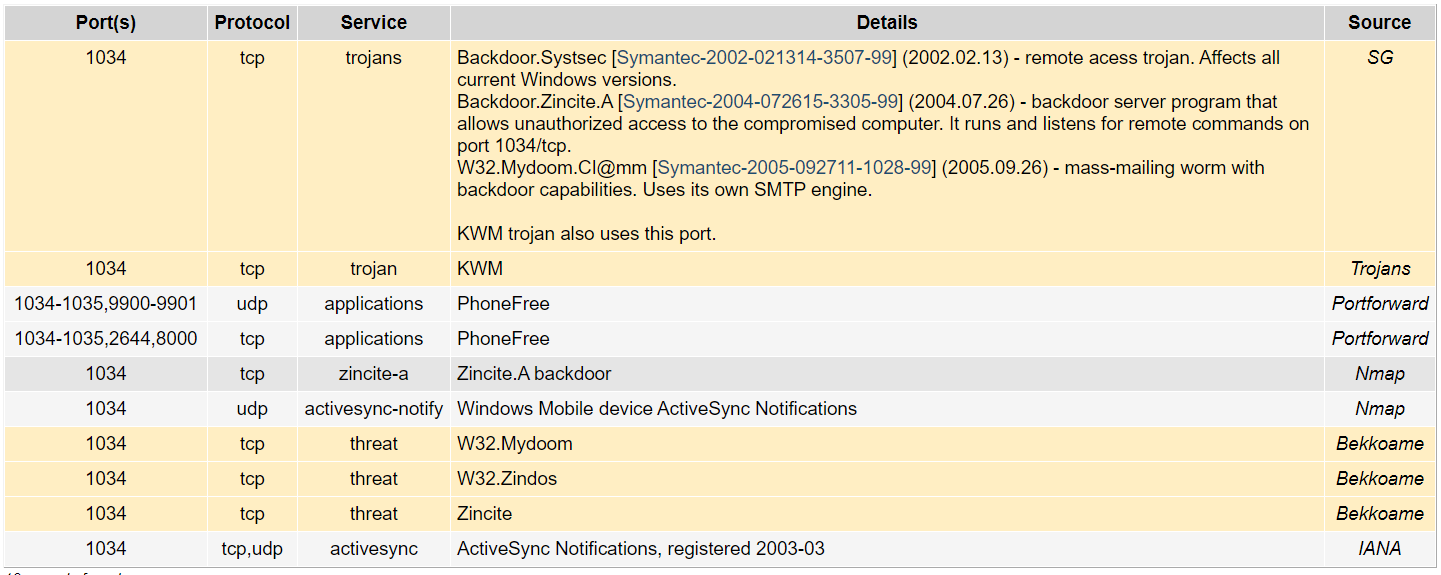 Port(s) Protocol Service Details Source
1034 tcp trojans Backdoor.Systsec [Symantec-2002-021314-3507-99] (2002.02.13) - remote acess trojan. Affects all SG
current Windows versions.
Backdoor.Zincite.A [Symantec-2004-072615-3305-99] (2004.07.26) - backdoor server program that
allows unauthorized access to the compromised computer. It runs and listens for remote commands on
port 1034/tcp.
W32.Mydoom.CI@mm [Symantec-2005-092711-1028-99] (2005.09.26) - mass-mailing worm with
backdoor capabilities. Uses its own SMTP engine.
KWM trojan also uses this port.
1034 tcp trojan KWM Trojans
1034-1035,9900-9901 udp applications PhoneFree Portforward
1034-1035,2644,8000 tcp applications PhoneFree Portforward
1034 tcp zincite-a Zincite.A backdoor Nmap
1034 udp activesync-notify Windows Mobile device ActiveSync Notifications Nmap
1034 tcp threat W32.Mydoom Bekkoame
1034 tcp threat W32.Zindos Bekkoame
1034 tcp threat Zincite Bekkoame
1034 tcp,udp activesync ActiveSync Notifications, registered 2003-03 IANA